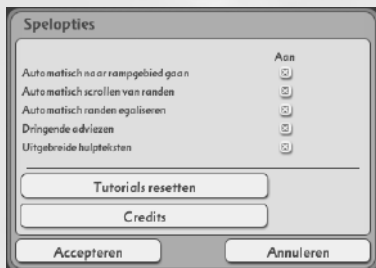 Spelopties
Aan
Automatisch naar rampgebied gaan
Automatisch scrollen van randen
Automatisch randen egaliseren
Dringende adviezen
Uitgebreide hulpteksten
Tutorials resetten
Credits
Accepteren
Annuleren